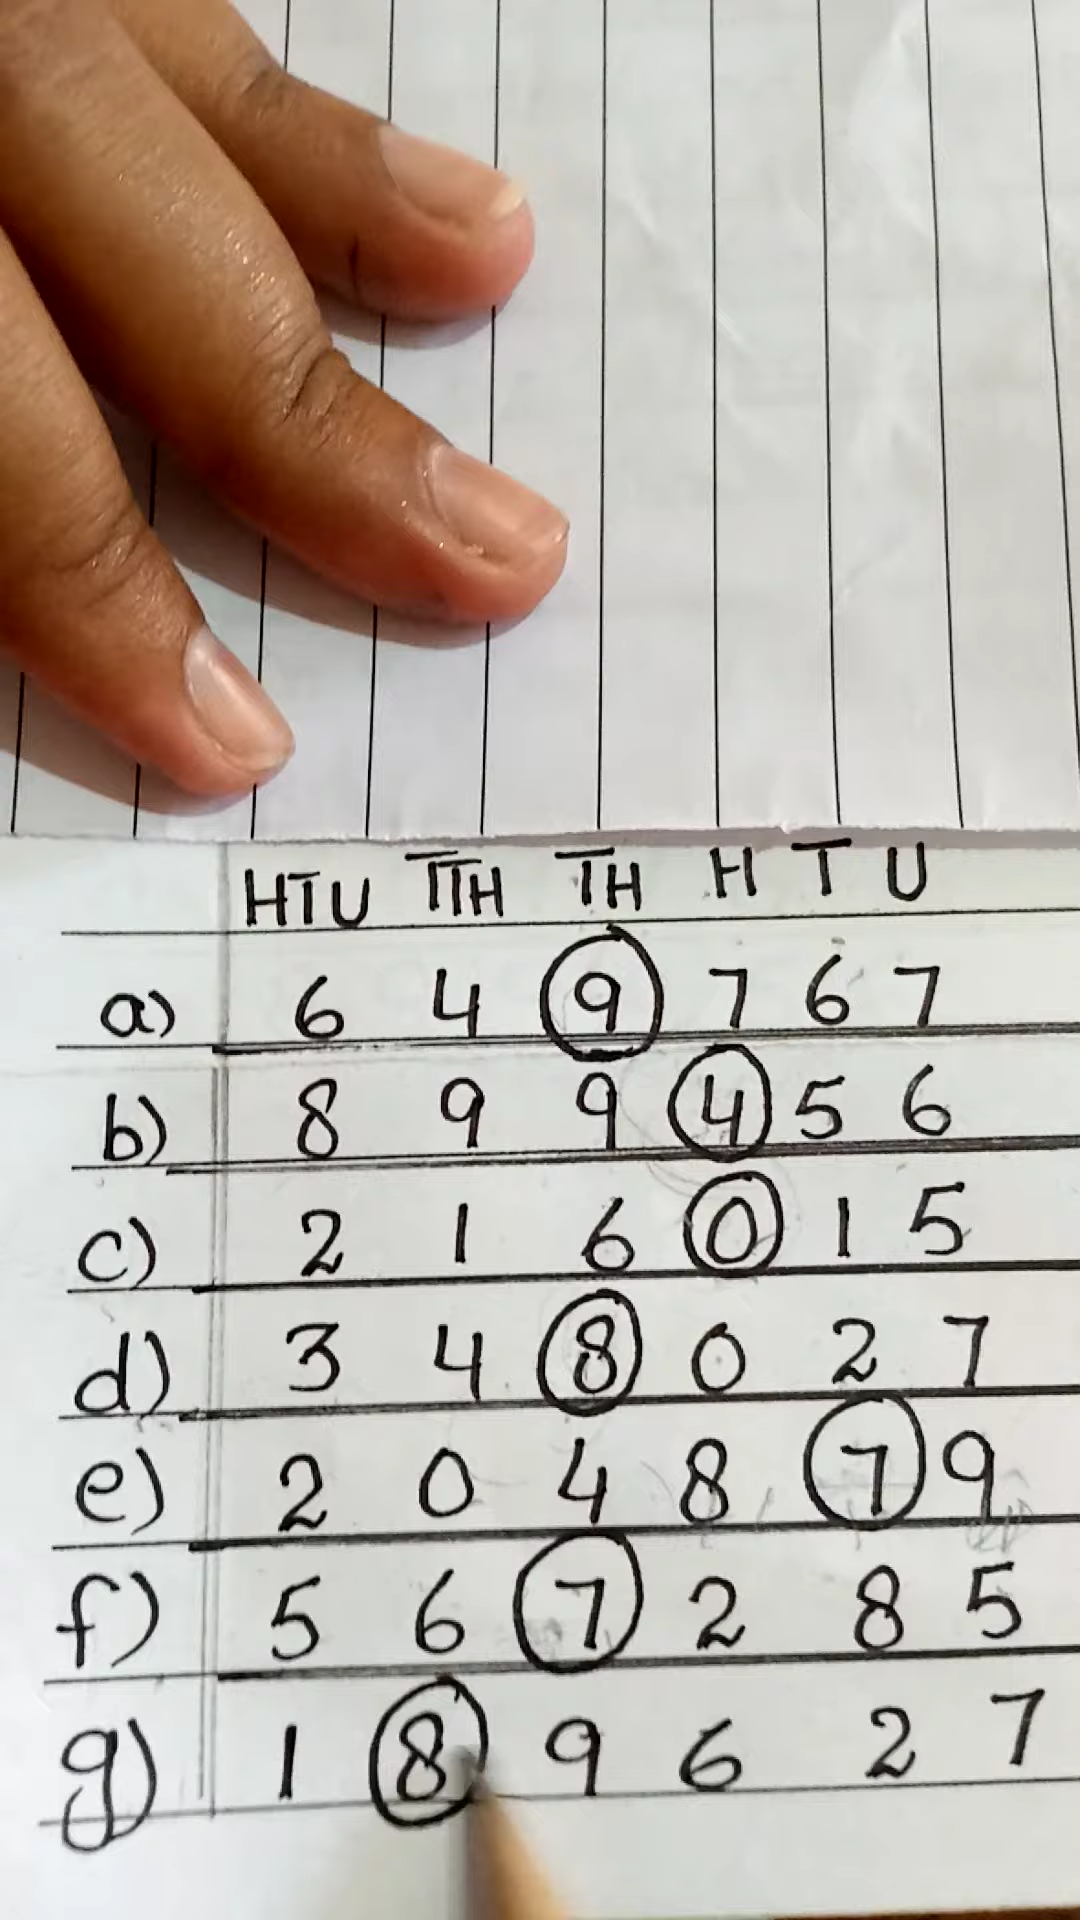 HTU TTH TH H T U
a) 6 4 9 7 6 7
b) 8 9 9 4 5 6
c) 2 1 6 0 1 5
d) 3 4 8 0 2 7
e) 2 0 4 8 7 9
f) 5 6 7 2 8 5
g) 1 8 9 6 2 7